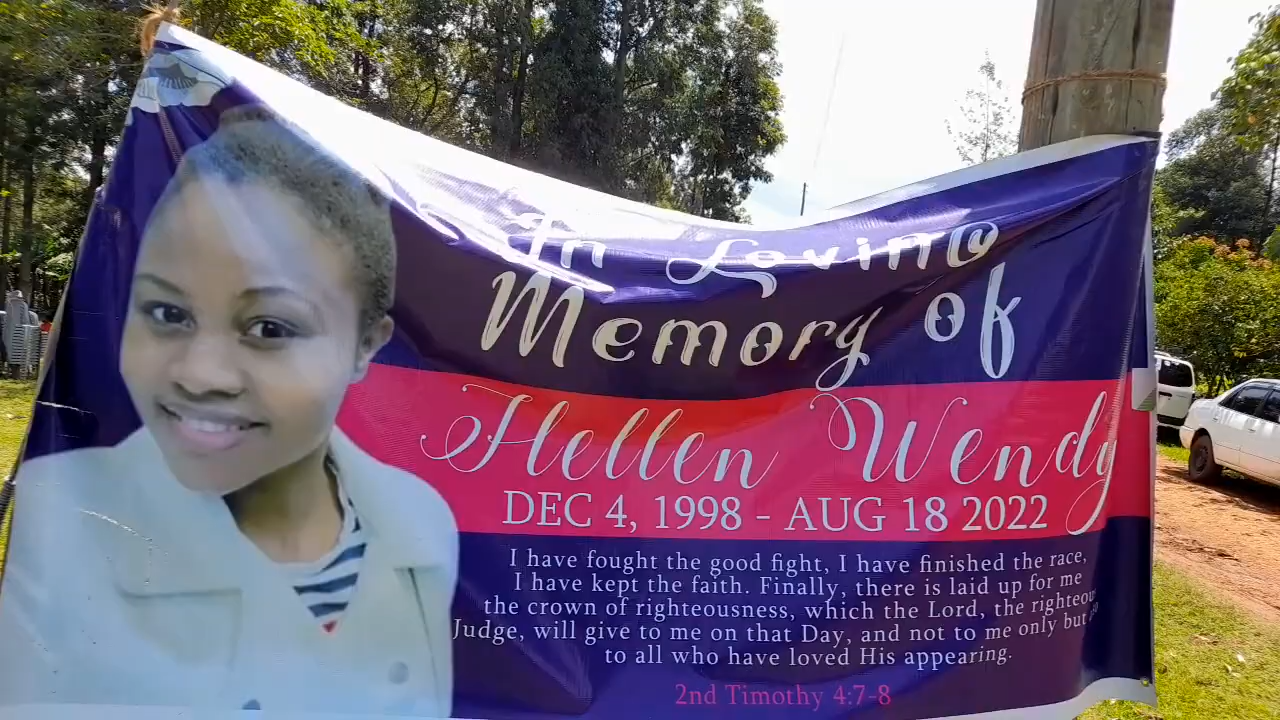 In Loving
Memory of
Hellen Wendy
DEC 4, 1998 - AUG 18 2022
I have fought the good fight, I have finished the race,
I have kept the faith. Finally, there is laid up for me
the crown of righteousness, which the Lord, the righteou
Judge, will give to me on that Day, and not to me only but
to all who have loved His appearing.
2nd Timothy 4:7-8